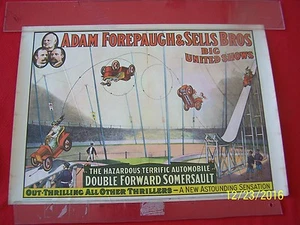 ADAM FOREPAUGH & SELLS BROS
BIG
UNITED SHOWS
THE HAZARDOUS, TERRIFIC AUTOMOBILE
DOUBLE FORWARD SOMERSAULT
OUT-THRILLING ALL OTHER THRILLERS – A NEW ASTOUNDING SENSATION
12/23/2016